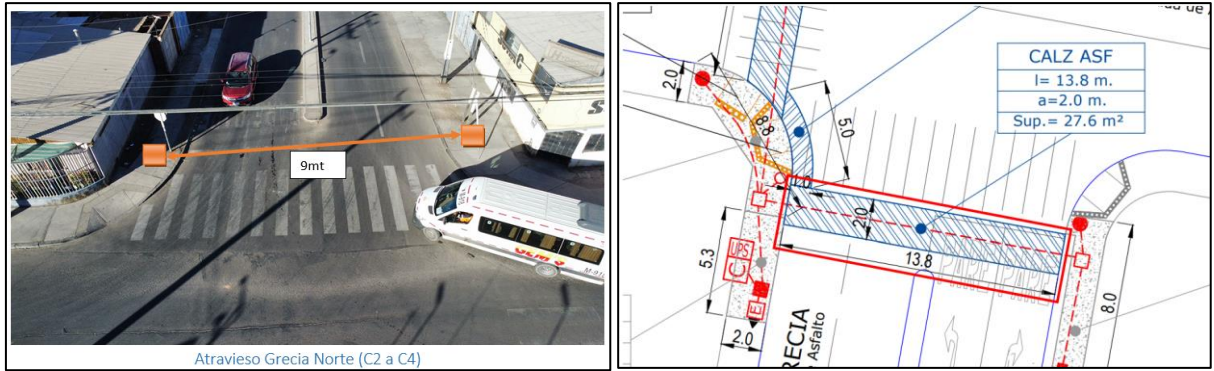 9mt
Atravieso Grecia Norte (C2 a C4)
CALZ ASF
l= 13.8 m.
a=2.0 m.
Sup.= 27.6 m²
2.0
8.8
5.0
2.0
13.8
5.3
UPS
C
E
2.0
8.0
RECIA
Asfalto